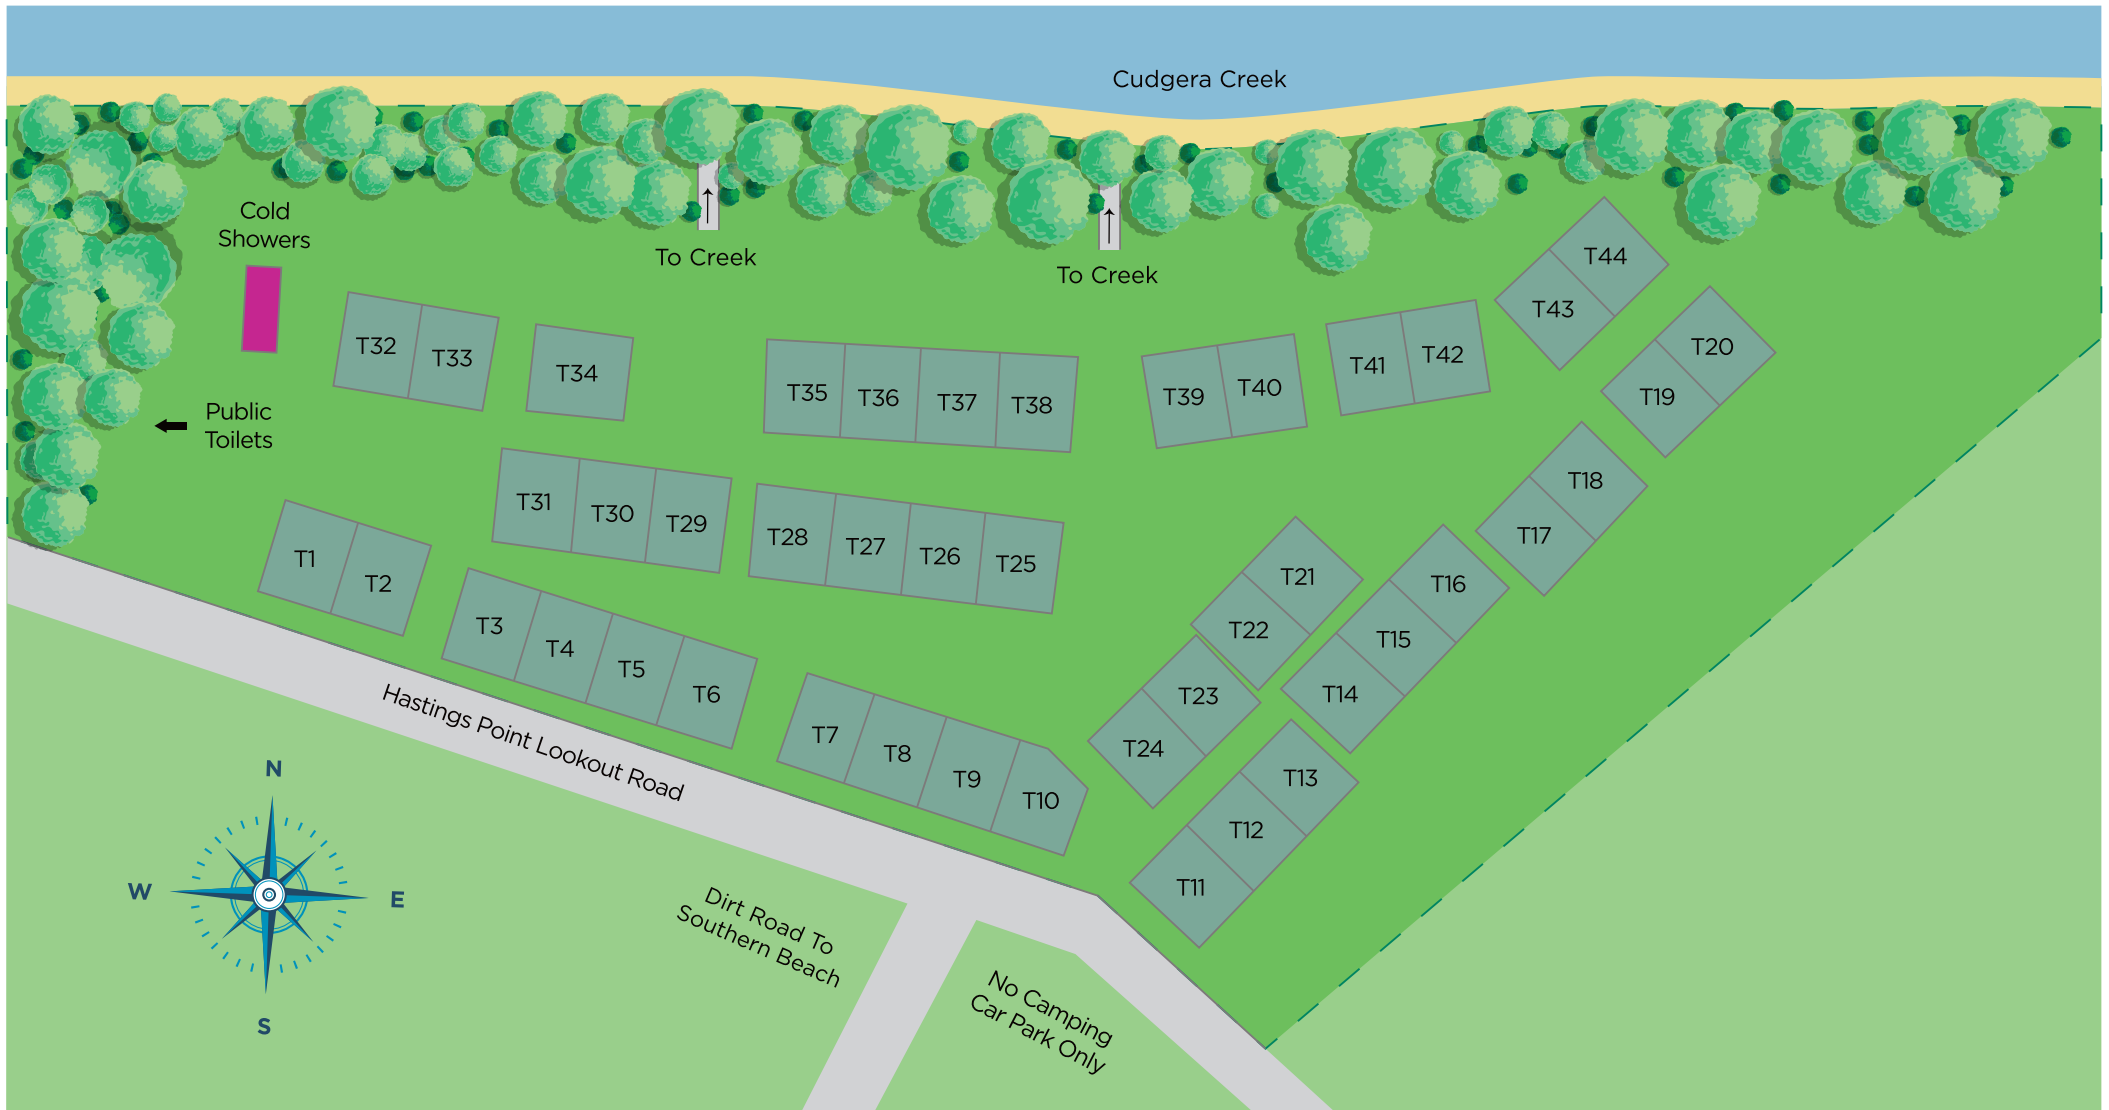 Cudgera Creek
Cold
Showers
To Creek
To Creek
T44
T43
T32
T33
T34
T35
T36
T37
T38
T39
T40
T41
T42
T20
T19
Public
Toilets
T31
T30
T29
T28
T27
T26
T25
T18
T17
T1
T2
T21
T22
T16
T15
T14
T3
T4
T5
T6
T23
T24
T7
T8
T9
T10
T13
T12
T11
Hastings Point Lookout Road
N
W
E
S
Dirt Road To
Southern Beach
No Camping
Car Park Only